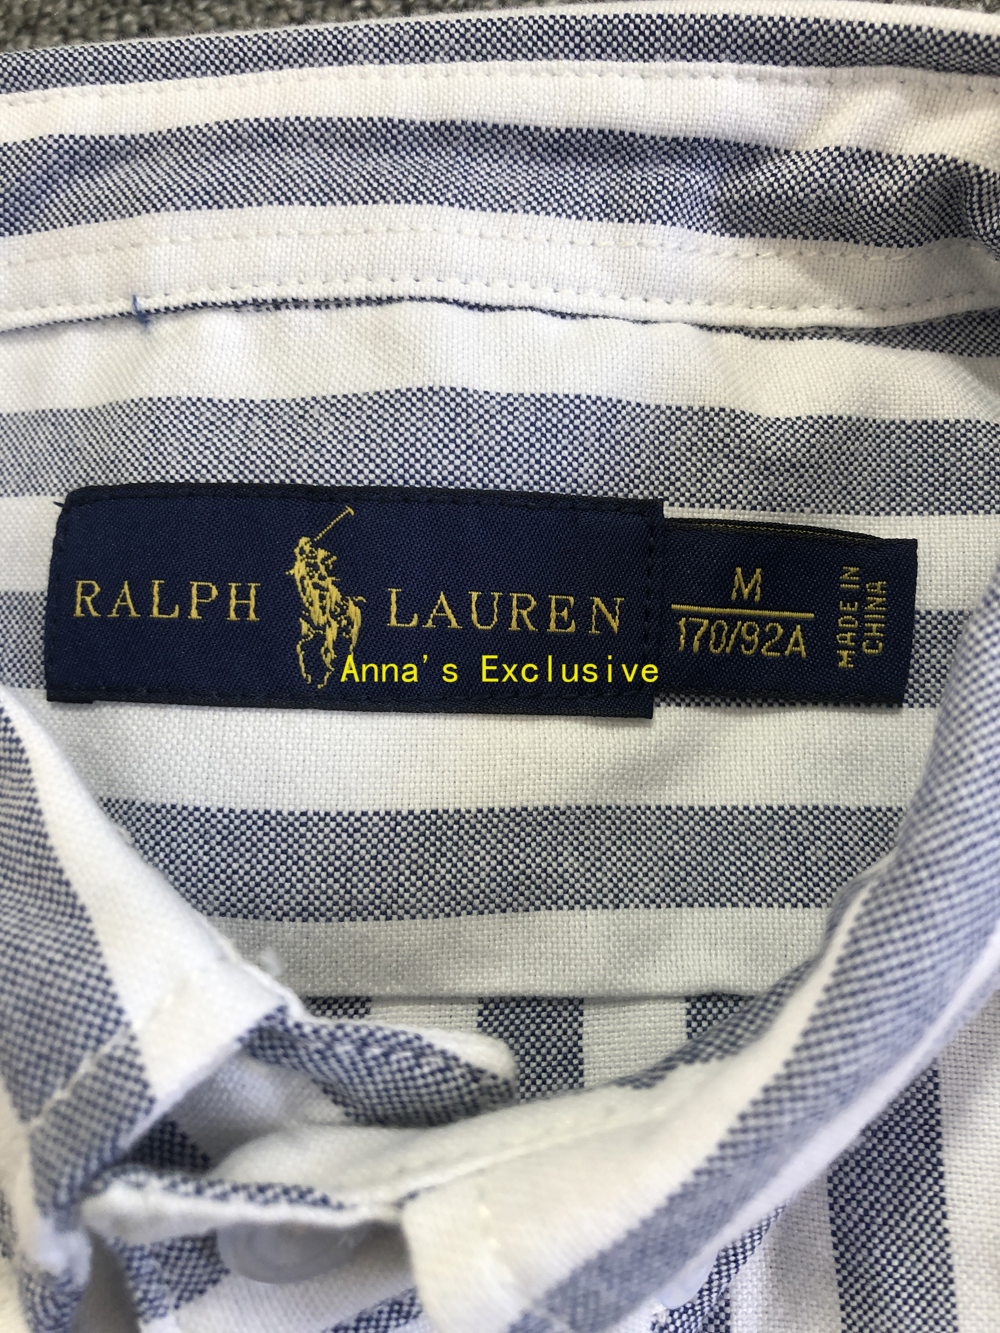 RALPH LAUREN
M
170/92A
MADE IN
CHINA
Anna's Exclusive